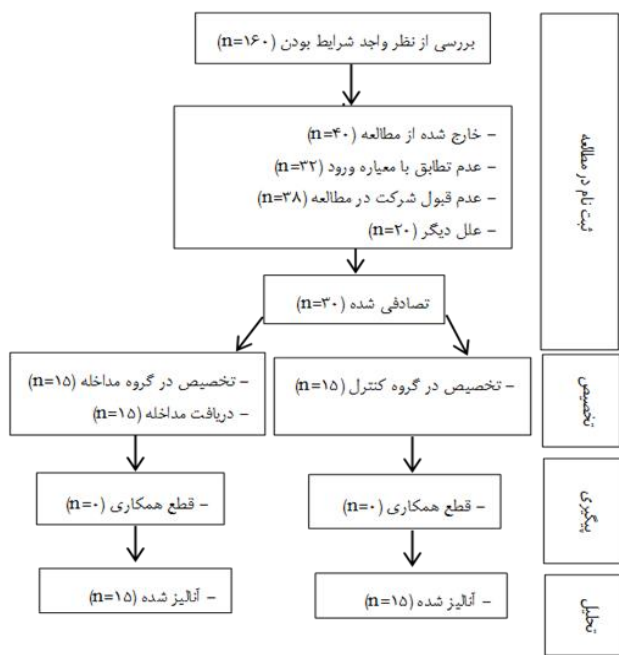 بررسی از نظر واجد شرایط بودن (n=۱۶۰)
ثبت نام در مطالعه
- خارج شده از مطالعه (n=۴۰)
- عدم تطابق با معیاره ورود (n=۳۲)
- عدم قبول شرکت در مطالعه (n=۳۸)
- علل دیگر (n=۲۰)
تصادفی شده (n=۳۰)
تخصیص
- تخصیص در گروه کنترل (n=۱۵)
- تخصیص در گروه مداخله (n=۱۵)
- دریافت مداخله (n=۱۵)
پیگیری
- قطع همکاری (n=۰)
- قطع همکاری (n=۰)
تحلیل
- آنالیز شده (n=۱۵)
- آنالیز شده (n=۱۵)